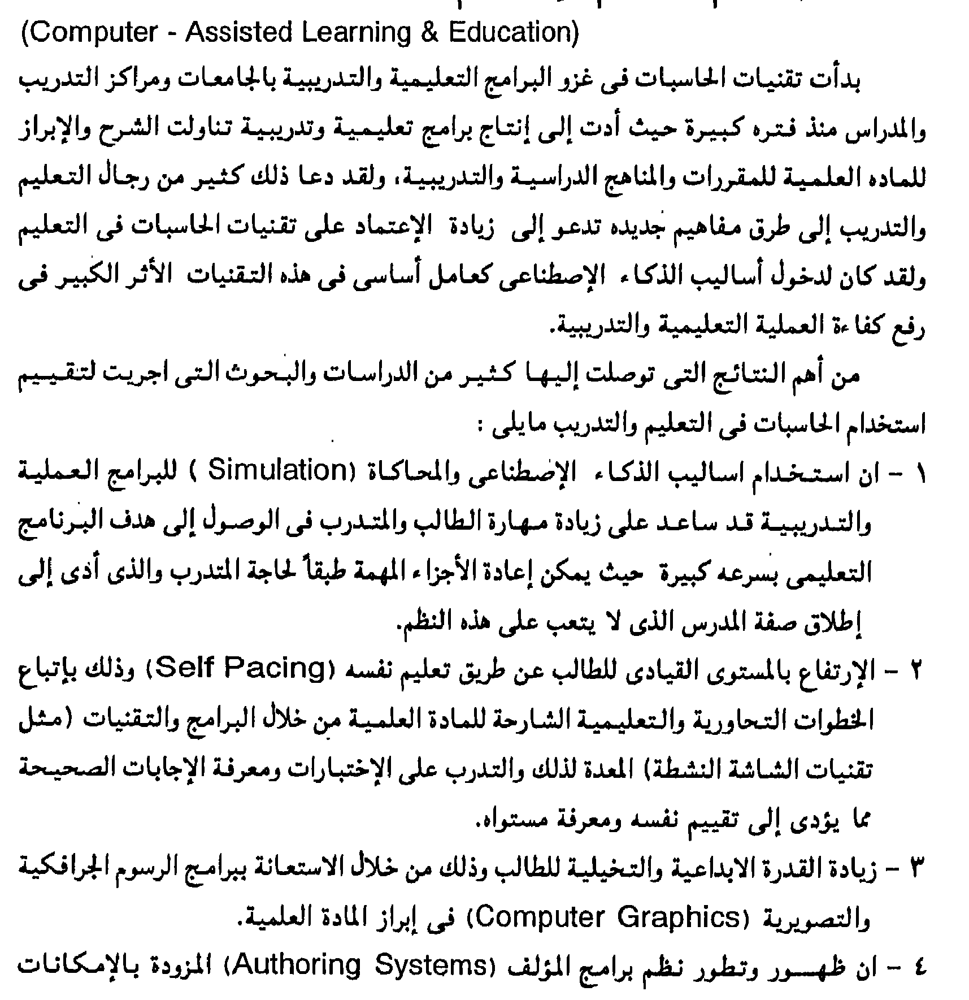 (Computer - Assisted Learning & Education)
بدأت تقنيات الحاسبات فى غزو البرامج التعليمية والتدريبية بالجامعات ومراكز التدريب
والمدراس منذ فتره كبيرة حيث أدت إلى إنتاج برامج تعليمية وتدريبية تناولت الشرح والإبراز
للماده العلمية للمقررات والمناهج الدراسية والتدريبية، ولقد دعا ذلك كثير من رجال التعليم
والتدريب إلى طرق مفاهيم جديده تدعو إلى زيادة الإعتماد على تقنيات الحاسبات فى التعليم
ولقد كان لدخول أساليب الذكاء الإصطناعى كعامل أساسى فى هذه التقنيات الأثر الكبير فى
رفع كفاءة العملية التعليمية والتدريبية.
من أهم النتائج التى توصلت إليها كثير من الدراسات والبحوث التى اجريت لتقييم
استخدام الحاسبات فى التعليم والتدريب مايلى :
١ - ان استخدام اساليب الذكاء الإصطناعى والمحاكاة (Simulation ) للبرامج العملية
والتدريبية قد ساعد على زيادة مهارة الطالب والمتدرب فى الوصول إلى هدف البرنامج
التعليمى بسرعه كبيرة حيث يمكن إعادة الأجزاء المهمة طبقاً لحاجة المتدرب والذى أدى إلى
إطلاق صفة المدرس الذى لا يتعب على هذه النظم.
٢ - الإرتفاع بالمستوى القيادى للطالب عن طريق تعليم نفسه (Self Pacing) وذلك بإتباع
الخطوات التحاورية والتعليمية الشارحة للمادة العلمية من خلال البرامج والتقنيات (مثل
تقنيات الشاشة النشطة) المعدة لذلك والتدرب على الإختبارات ومعرفة الإجابات الصحيحة
مما يؤدى إلى تقييم نفسه ومعرفة مستواه.
٣ - زيادة القدرة الابداعية والتخيلية للطالب وذلك من خلال الاستعانة ببرامج الرسوم الجرافكية
والتصويرية (Computer Graphics) فى إبراز المادة العلمية.
٤ - ان ظهور وتطور نظم برامج المؤلف (Authoring Systems) المزودة بالإمكانات